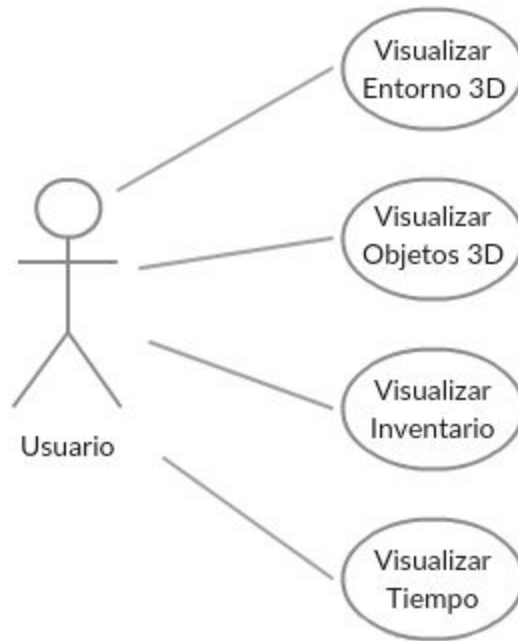 Visualizar
Entorno 3D
Visualizar
Objetos 3D
Visualizar
Inventario
Usuario
Visualizar
Tiempo